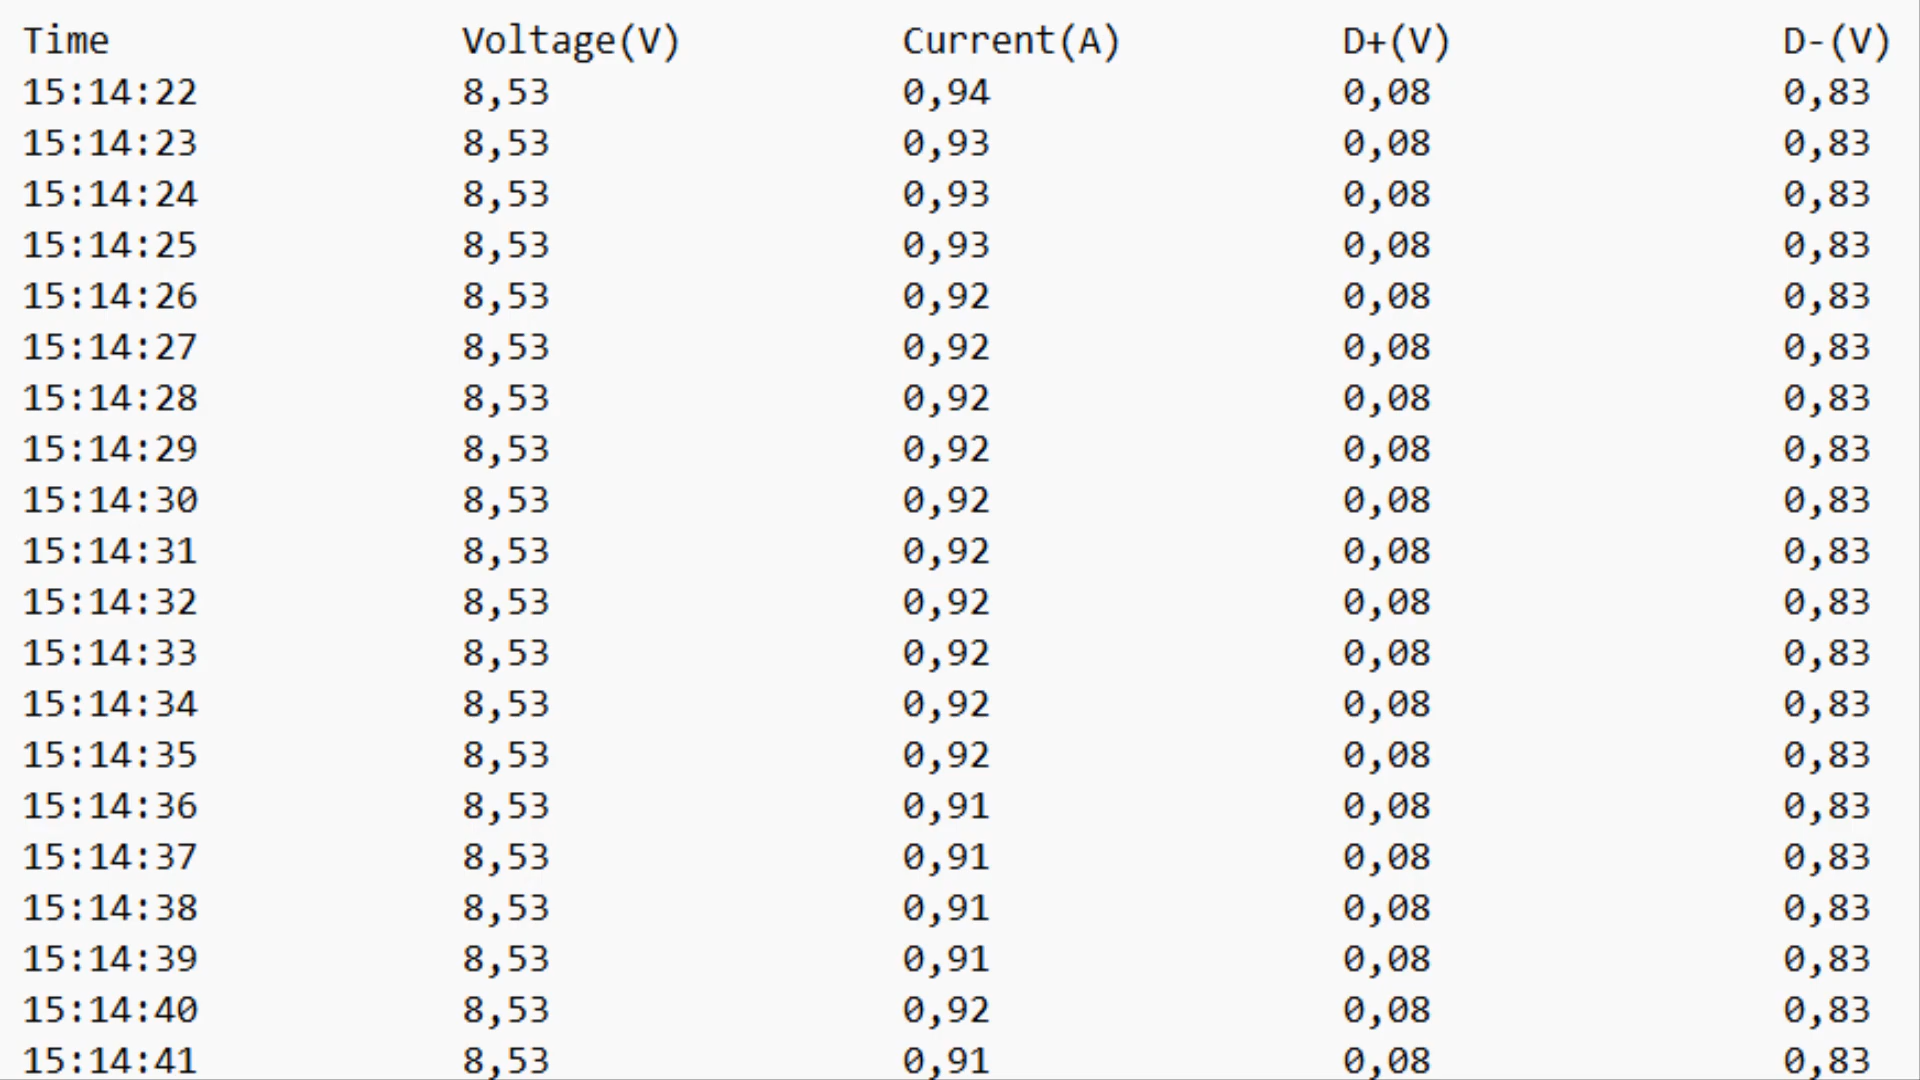 Time Voltage(V) Current(A) D+(V) D-(V)
15:14:22 8,53 0,94 0,08 0,83
15:14:23 8,53 0,93 0,08 0,83
15:14:24 8,53 0,93 0,08 0,83
15:14:25 8,53 0,93 0,08 0,83
15:14:26 8,53 0,92 0,08 0,83
15:14:27 8,53 0,92 0,08 0,83
15:14:28 8,53 0,92 0,08 0,83
15:14:29 8,53 0,92 0,08 0,83
15:14:30 8,53 0,92 0,08 0,83
15:14:31 8,53 0,92 0,08 0,83
15:14:32 8,53 0,92 0,08 0,83
15:14:33 8,53 0,92 0,08 0,83
15:14:34 8,53 0,92 0,08 0,83
15:14:35 8,53 0,92 0,08 0,83
15:14:36 8,53 0,91 0,08 0,83
15:14:37 8,53 0,91 0,08 0,83
15:14:38 8,53 0,91 0,08 0,83
15:14:39 8,53 0,91 0,08 0,83
15:14:40 8,53 0,92 0,08 0,83
15:14:41 8,53 0,91 0,08 0,83